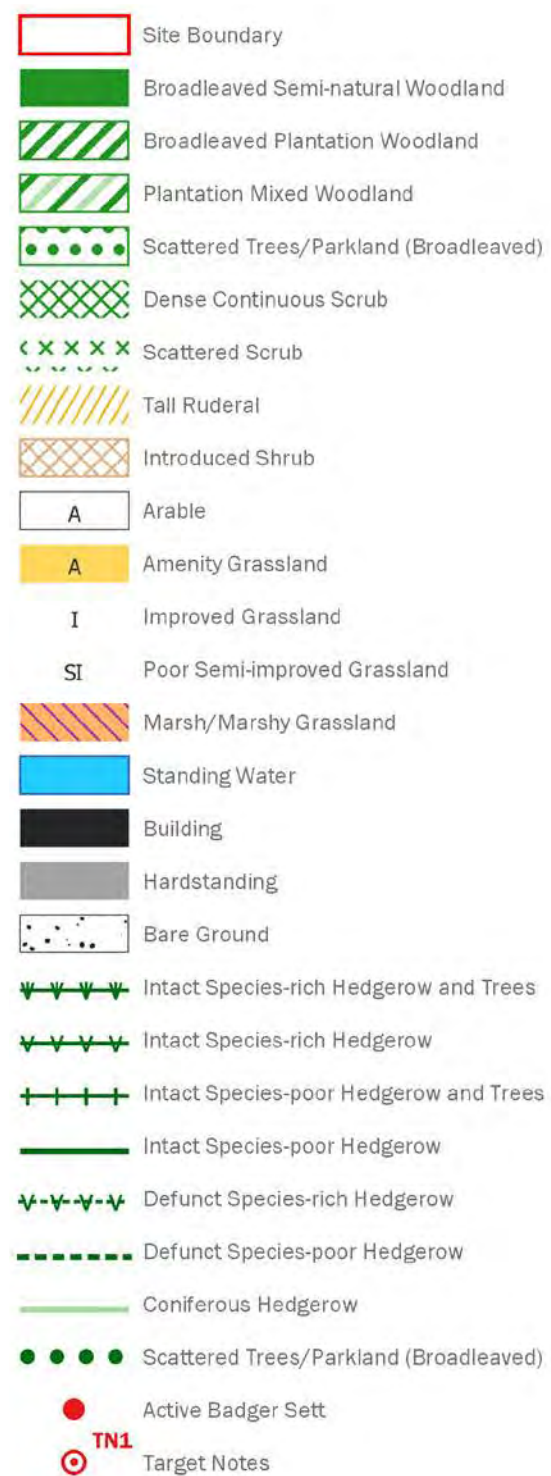 Site Boundary
Broadleaved Semi-natural Woodland
Broadleaved Plantation Woodland
Plantation Mixed Woodland
Scattered Trees/Parkland (Broadleaved)
Dense Continuous Scrub
Scattered Scrub
Tall Ruderal
Introduced Shrub
A Arable
A Amenity Grassland
I Improved Grassland
SI Poor Semi-improved Grassland
Marsh/Marshy Grassland
Standing Water
Building
Hardstanding
Bare Ground
Intact Species-rich Hedgerow and Trees
Intact Species-rich Hedgerow
Intact Species-poor Hedgerow and Trees
Intact Species-poor Hedgerow
Defunct Species-rich Hedgerow
Defunct Species-poor Hedgerow
Coniferous Hedgerow
Scattered Trees/Parkland (Broadleaved)
Active Badger Sett
TN1
Target Notes